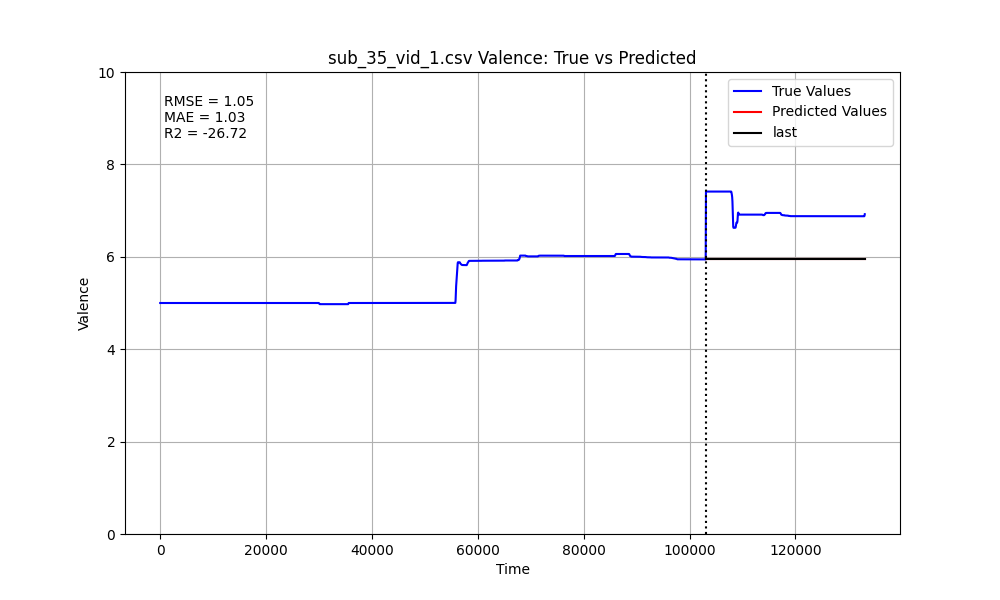 sub_35_vid_1.csv Valence: True vs Predicted
RMSE = 1.05
MAE = 1.03
R2 = -26.72
True Values
Predicted Values
last
Valence
10
8
6
4
2
0
0
20000
40000
60000
80000
100000
120000
Time